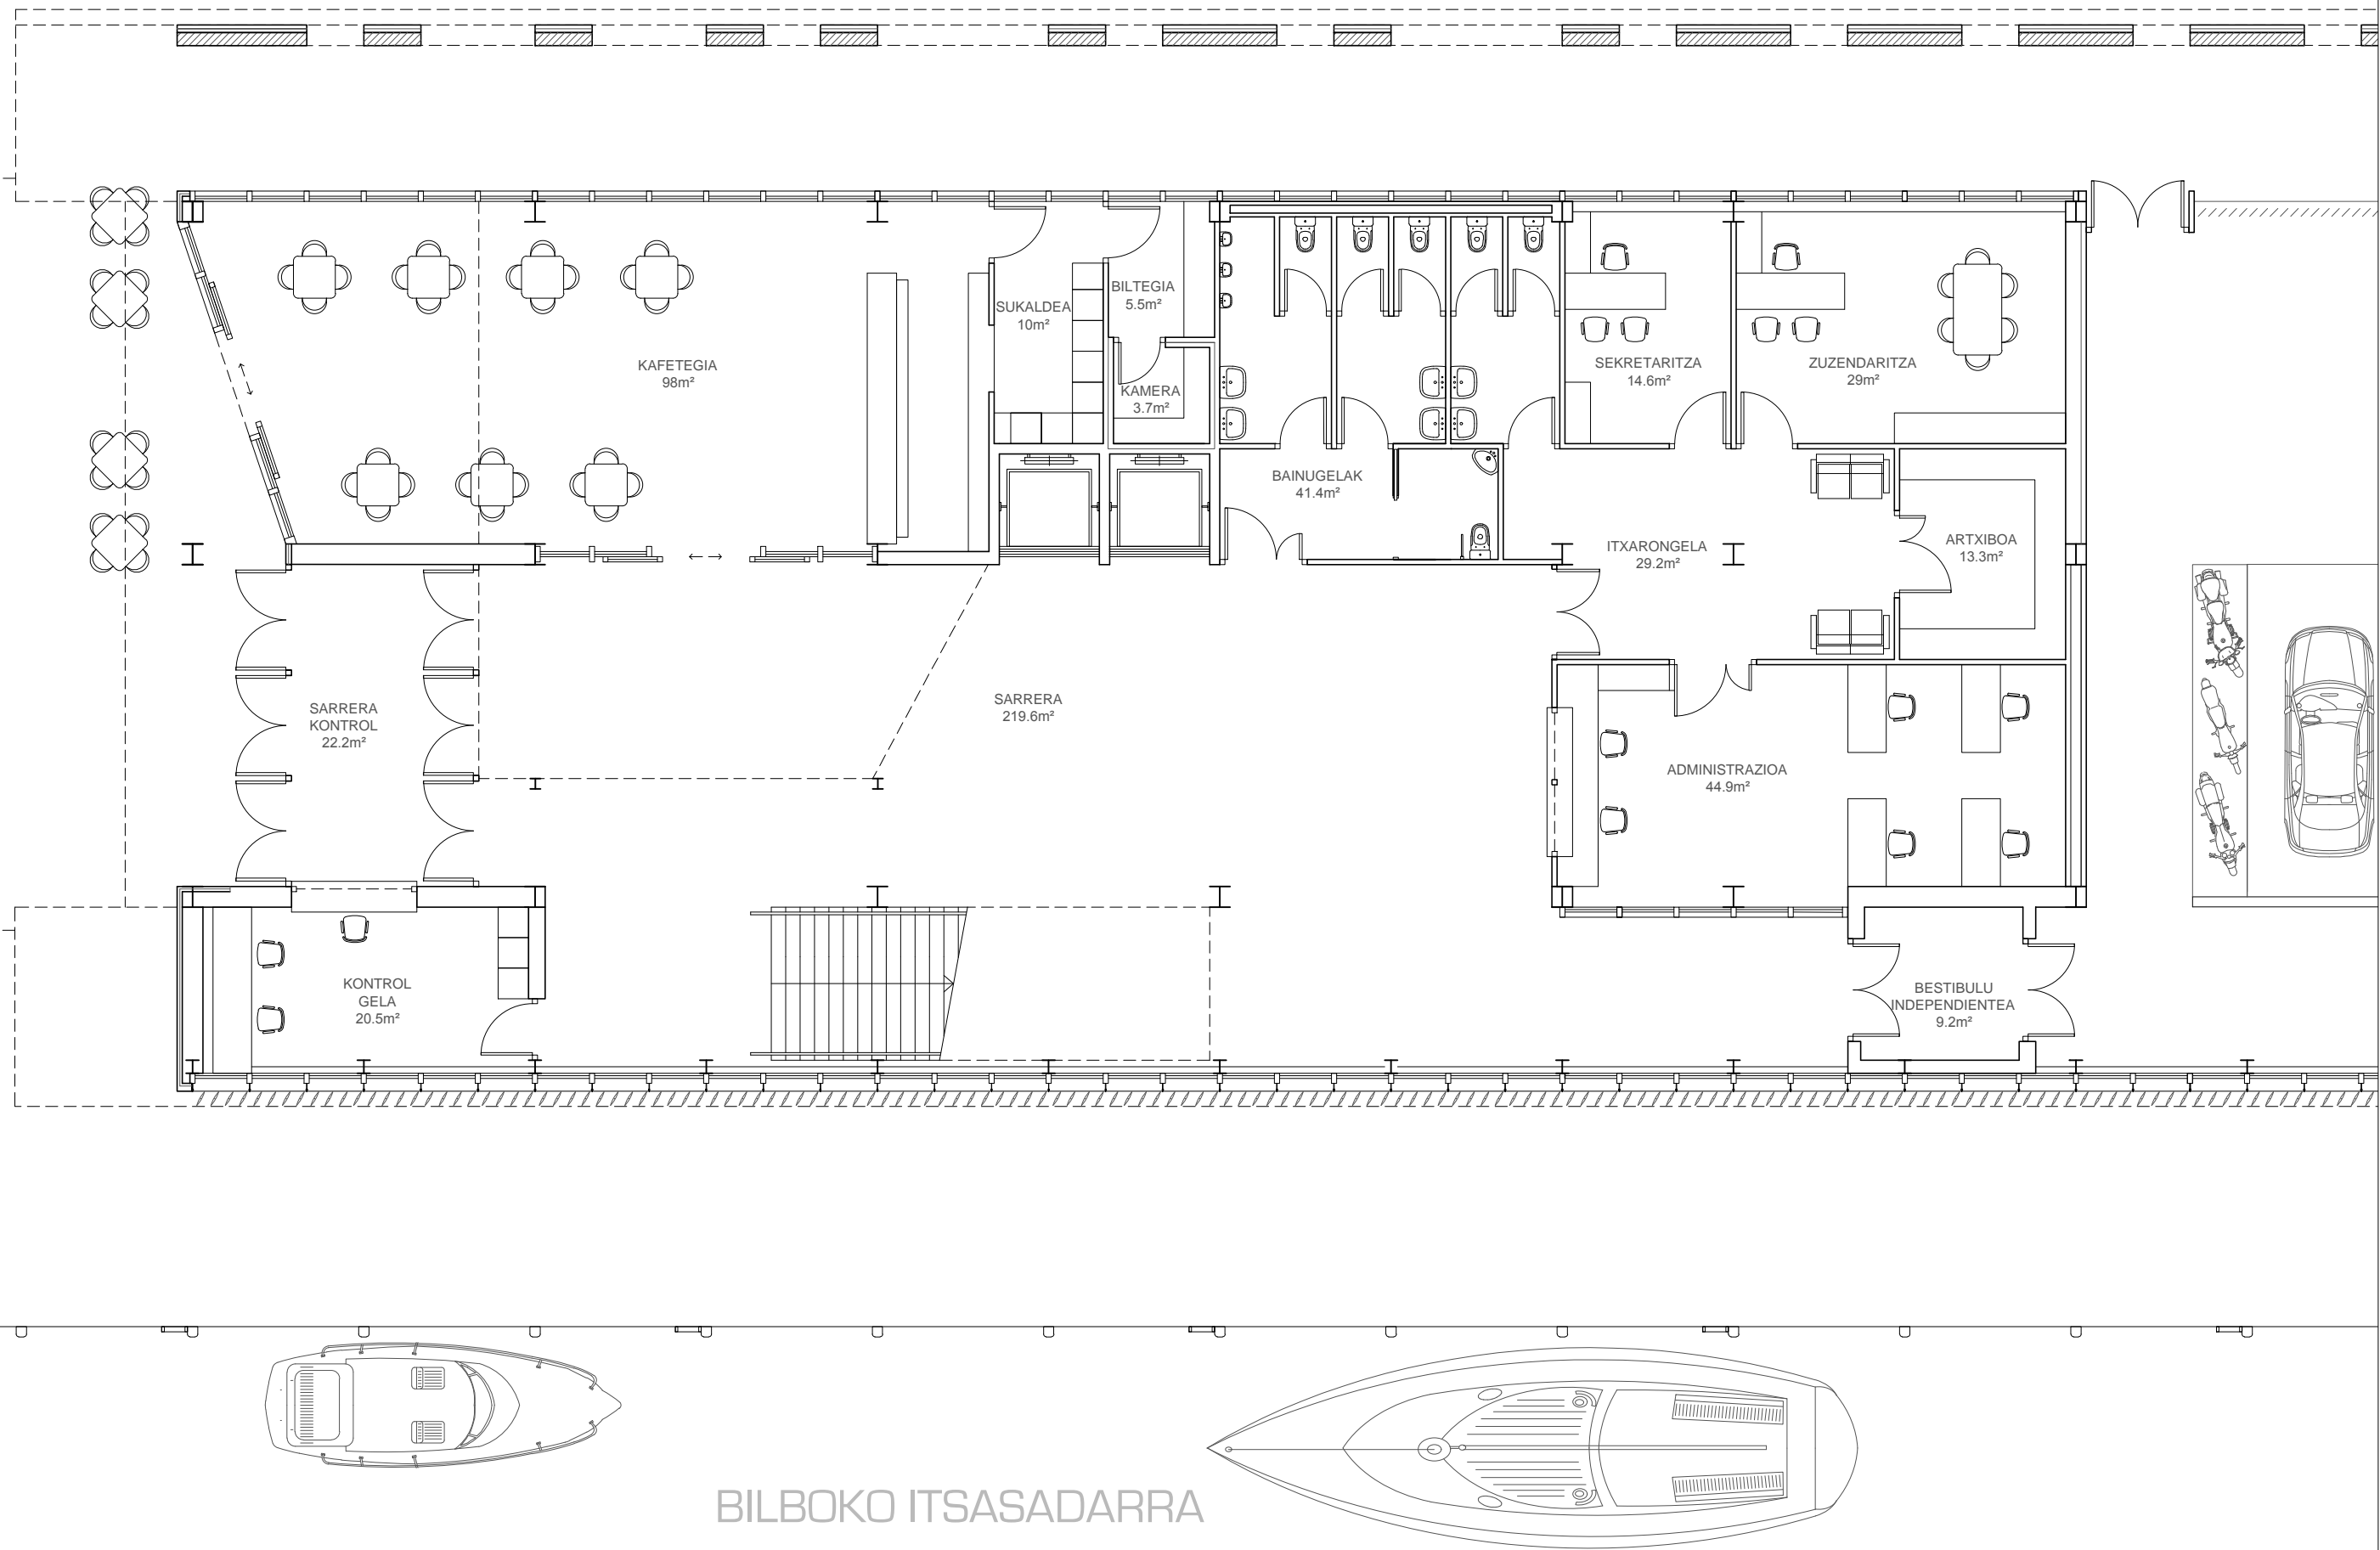 SUKALDEA
10m²
BILTEGIA
5.5m²
KAMERA
3.7m²
KAFETEGIA
98m²
SEKRETARITZA
14.6m²
ZUZENDARITZA
29m²
BAINUGELAK
41.4m²
ITXARONGELA
29.2m²
ARTXIBOA
13.3m²
SARRERA
KONTROL
22.2m²
SARRERA
219.6m²
ADMINISTRAZIOA
44.9m²
KONTROL
GELA
20.5m²
BESTIBULU
INDEPENDIENTEA
9.2m²
BILBOKO ITSASADARRA